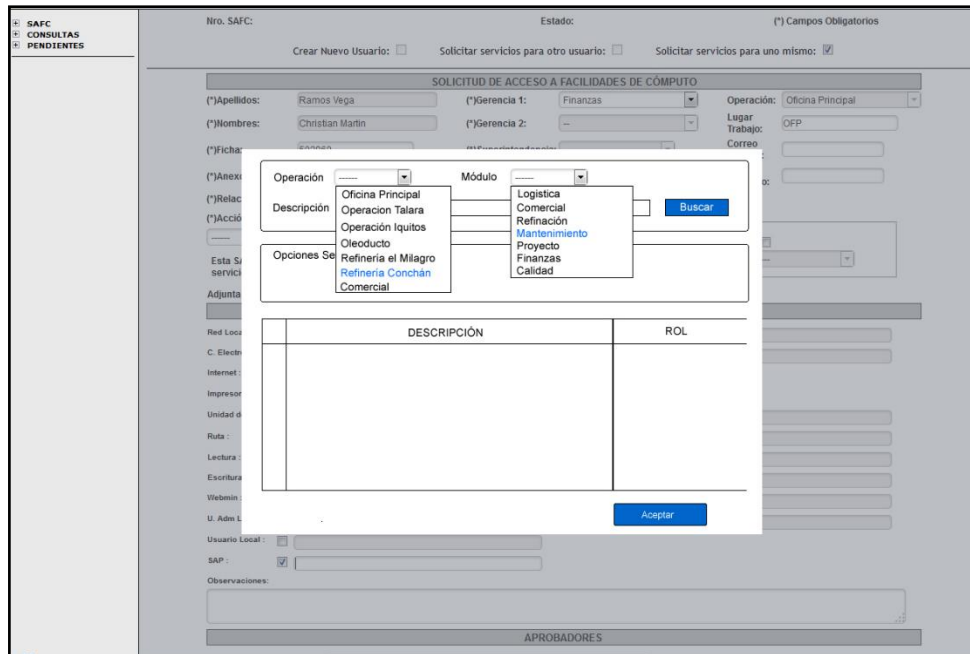 SAFC
CONSULTAS
PENDIENTES
Nro. SAFC: Estado: (*) Campos Obligatorios
Crear Nuevo Usuario: Solicitar servicios para otro usuario: Solicitar servicios para uno mismo:
SOLICITUD DE ACCESO A FACILIDADES DE CÓMPUTO
(*)Apellidos: Ramos Vega (*)Gerencia 1: Finanzas Operación: Oficina Principal
(*)Nombres: Christian Martin (*)Gerencia 2: -- Lugar Trabajo: OFP
(*)Ficha: Correo
(*)Relac
(*)Acció
Esta SA
servici
Adjunta
Operación ------ Módulo ------
Descripción Buscar
Oficina Principal
Operacion Talara
Operación Iquitos
Oleoducto
Refinería el Milagro
Refinería Conchán
Comercial
Logistica
Comercial
Refinación
Mantenimiento
Proyecto
Finanzas
Calidad
Opciones Se
DESCRIPCIÓN ROL
Aceptar
Red Loca
C. Electr
Internet :
Impresor
Unidad d
Ruta :
Lectura :
Escritura
Webmin :
U. Adm L
Usuario Local :
SAP :
Observaciones:
APROBADORES